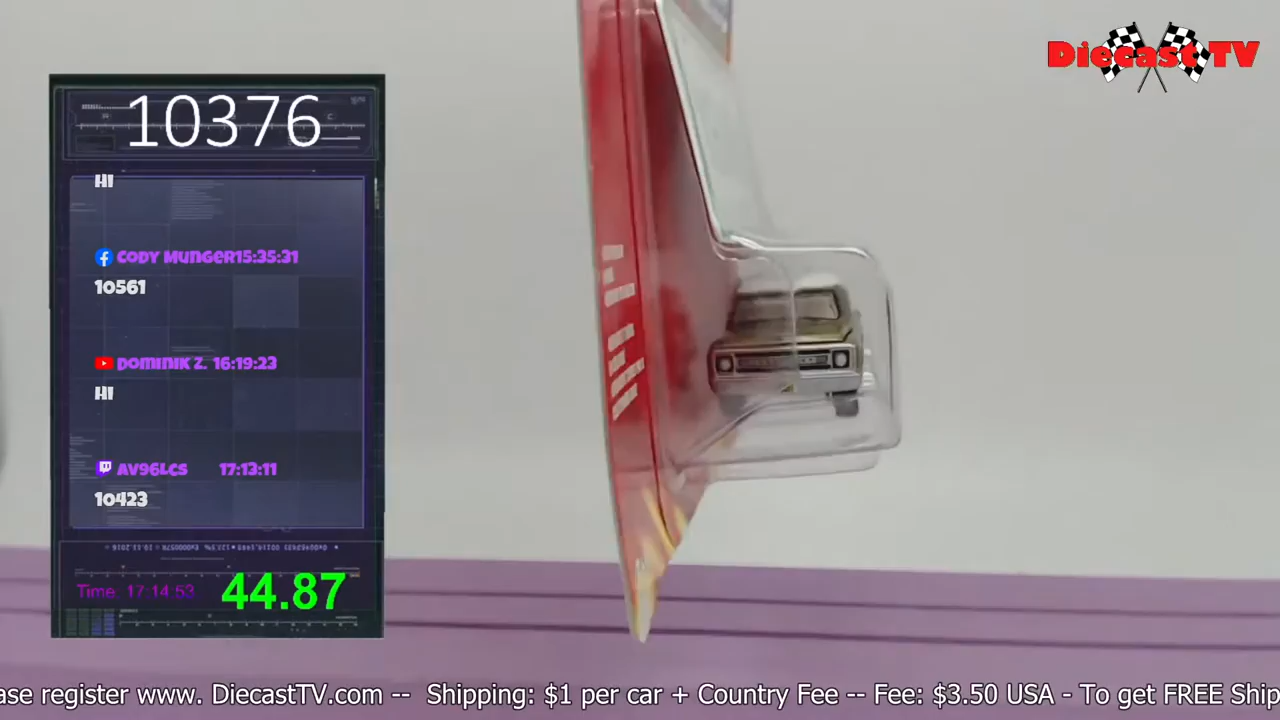 Diecast TV
10376
HI
CODY MUNGER15:35:31
10561
DOMINIK Z. 16:19:23
HI
AV96LCS 17:13:11
10423
Time: 17:14:53
44.87
ase register www. DiecastTV.com -- Shipping: $1 per car + Country Fee -- Fee: $3.50 USA - To get FREE Ship